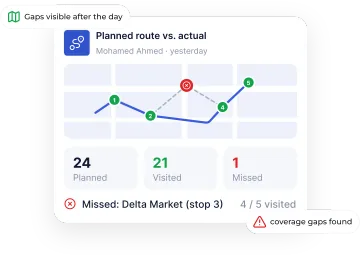 Gaps visible after the day
Planned route vs. actual
Mohamed Ahmed · yesterday
1
2
4
5
24
Planned
21
Visited
1
Missed
Missed: Delta Market (stop 3)
4 / 5 visited
coverage gaps found